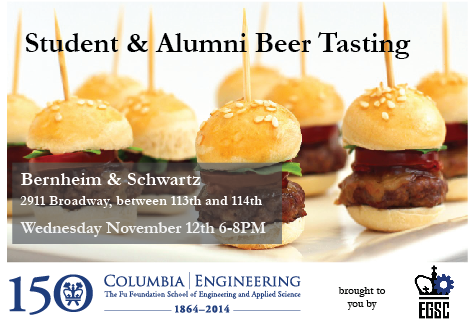 Student & Alumni Beer Tasting
Bernheim & Schwartz
2911 Broadway, between 113th and 114th
Wednesday November 12th 6-8PM
150
COLUMBIA | ENGINEERING
The Fu Foundation School of Engineering and Applied Science
1864–2014
brought to
you by
EGSC